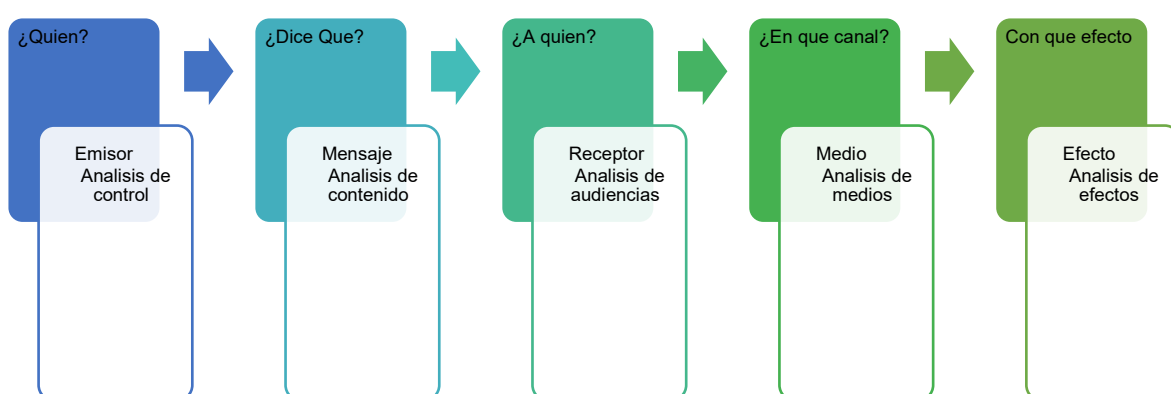 ¿Quien?
Emisor
Analisis de
control
¿Dice Que?
Mensaje
Analisis de
contenido
¿A quien?
Receptor
Analisis de
audiencias
¿En que canal?
Medio
Analisis de
medios
Con que efecto
Efecto
Analisis de
efectos